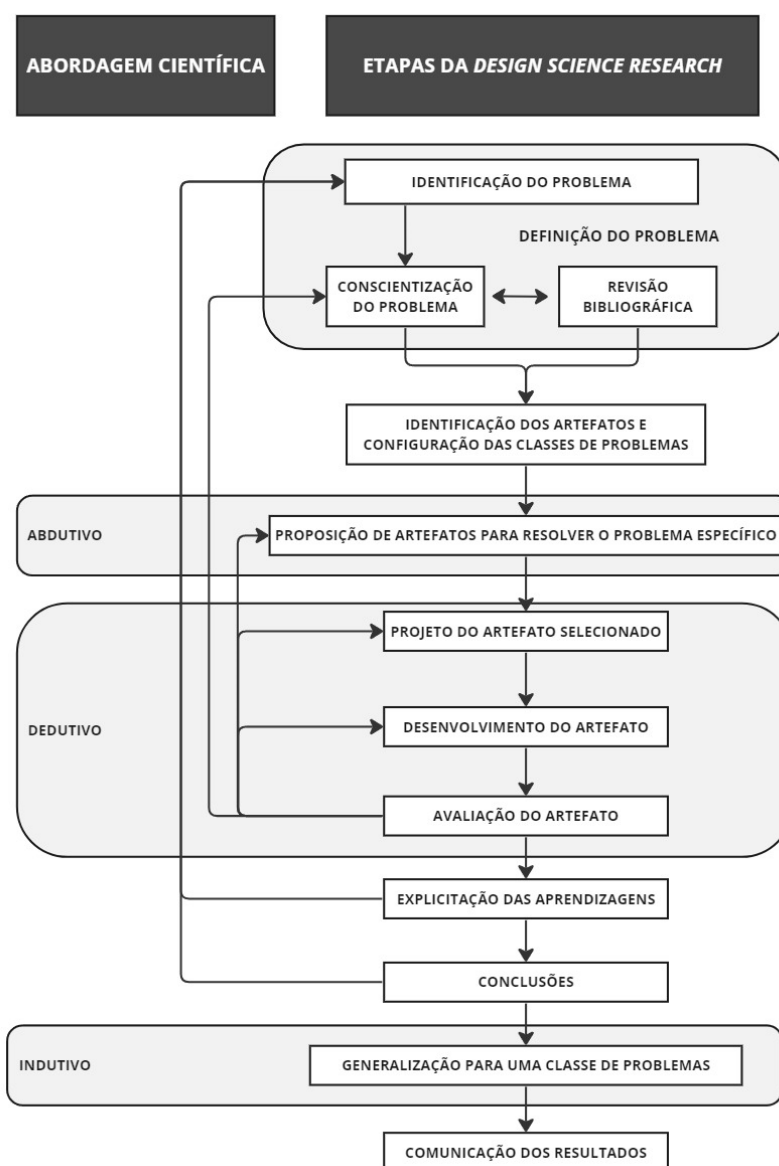 ABORDAGEM CIENTÍFICA
ETAPAS DA DESIGN SCIENCE RESEARCH
IDENTIFICAÇÃO DO PROBLEMA
DEFINIÇÃO DO PROBLEMA
CONSCIENTIZAÇÃO
DO PROBLEMA
REVISÃO
BIBLIOGRÁFICA
IDENTIFICAÇÃO DOS ARTEFATOS E
CONFIGURAÇÃO DAS CLASSES DE PROBLEMAS
ABDUTIVO
PROPOSIÇÃO DE ARTEFATOS PARA RESOLVER O PROBLEMA ESPECÍFICO
PROJETO DO ARTEFATO SELECIONADO
DEDUTIVO
DESENVOLVIMENTO DO ARTEFATO
AVALIAÇÃO DO ARTEFATO
EXPLICITAÇÃO DAS APRENDIZAGENS
CONCLUSÕES
INDUTIVO
GENERALIZAÇÃO PARA UMA CLASSE DE PROBLEMAS
COMUNICAÇÃO DOS RESULTADOS